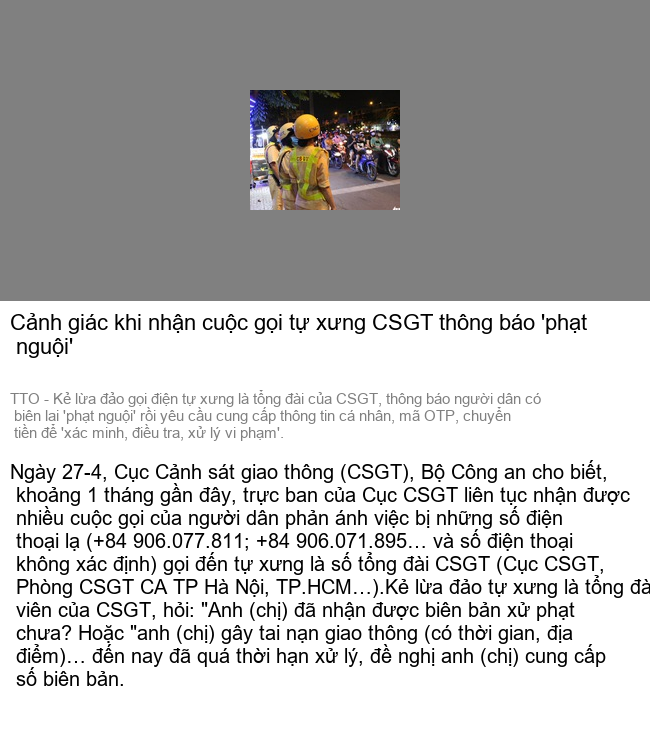 Cảnh giác khi nhận cuộc gọi tự xưng CSGT thông báo 'phạt
nguội'
TTO - Kẻ lừa đảo gọi điện tự xưng là tổng đài của CSGT, thông báo người dân có
biên lai 'phạt nguội' rồi yêu cầu cung cấp thông tin cá nhân, mã OTP, chuyển
tiền để 'xác minh, điều tra, xử lý vi phạm'.
Ngày 27-4, Cục Cảnh sát giao thông (CSGT), Bộ Công an cho biết,
khoảng 1 tháng gần đây, trực ban của Cục CSGT liên tục nhận được
nhiều cuộc gọi của người dân phản ánh việc bị những số điện
thoại lạ (+84 906.077.811; +84 906.071.895… và số điện thoại
không xác định) gọi đến tự xưng là số tổng đài CSGT (Cục CSGT,
Phòng CSGT CA TP Hà Nội, TP.HCM…).Kẻ lừa đảo tự xưng là tổng đà
viên của CSGT, hỏi: "Anh (chị) đã nhận được biên bản xử phạt
chưa? Hoặc "anh (chị) gây tai nạn giao thông (có thời gian, địa
điểm)… đến nay đã quá thời hạn xử lý, đề nghị anh (chị) cung cấp
số biên bản.